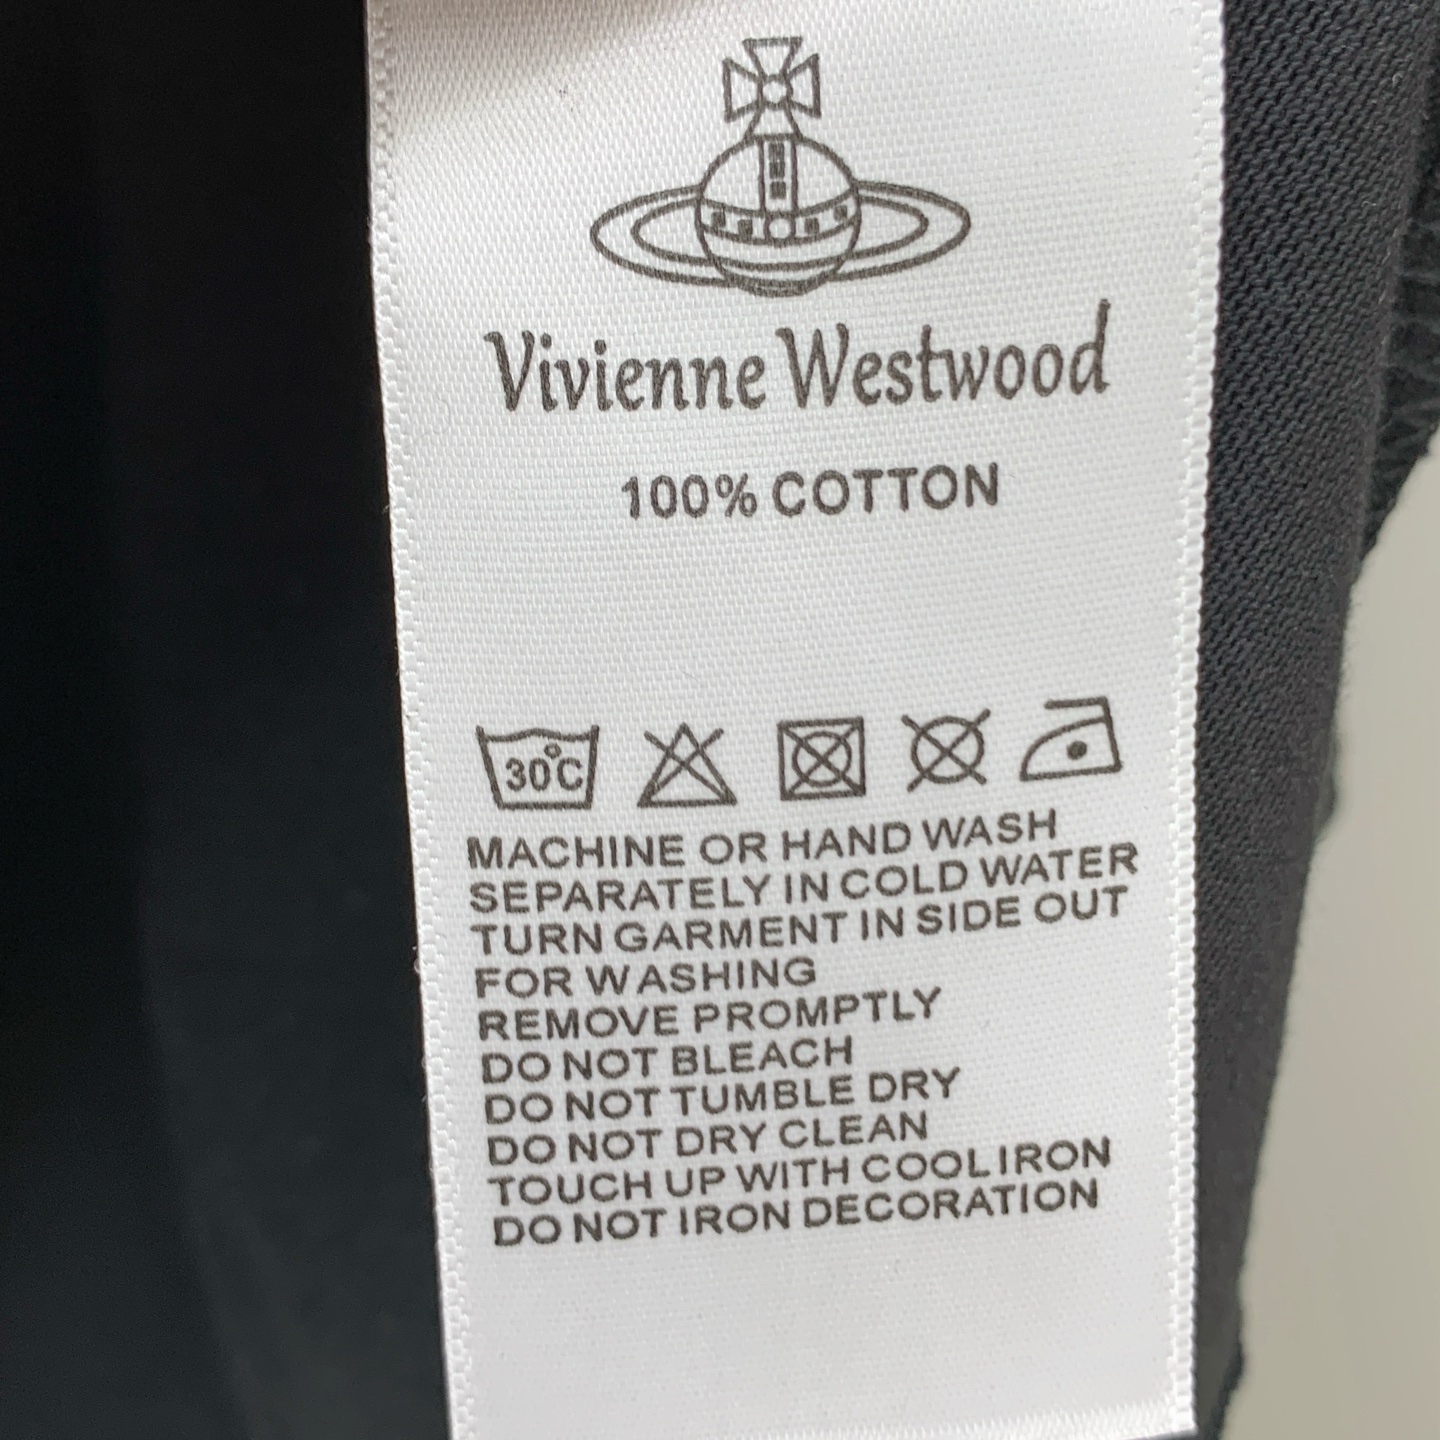 Vivienne Westwood
100% COTTON
30°C
MACHINE OR HAND WASH
SEPARATELY IN COLD WATER
TURN GARMENT IN SIDE OUT
FOR WASHING
REMOVE PROMPTLY
DO NOT BLEACH
DO NOT TUMBLE DRY
DO NOT DRY CLEAN
TOUCH UP WITH COOL IRON
DO NOT IRON DECORATION